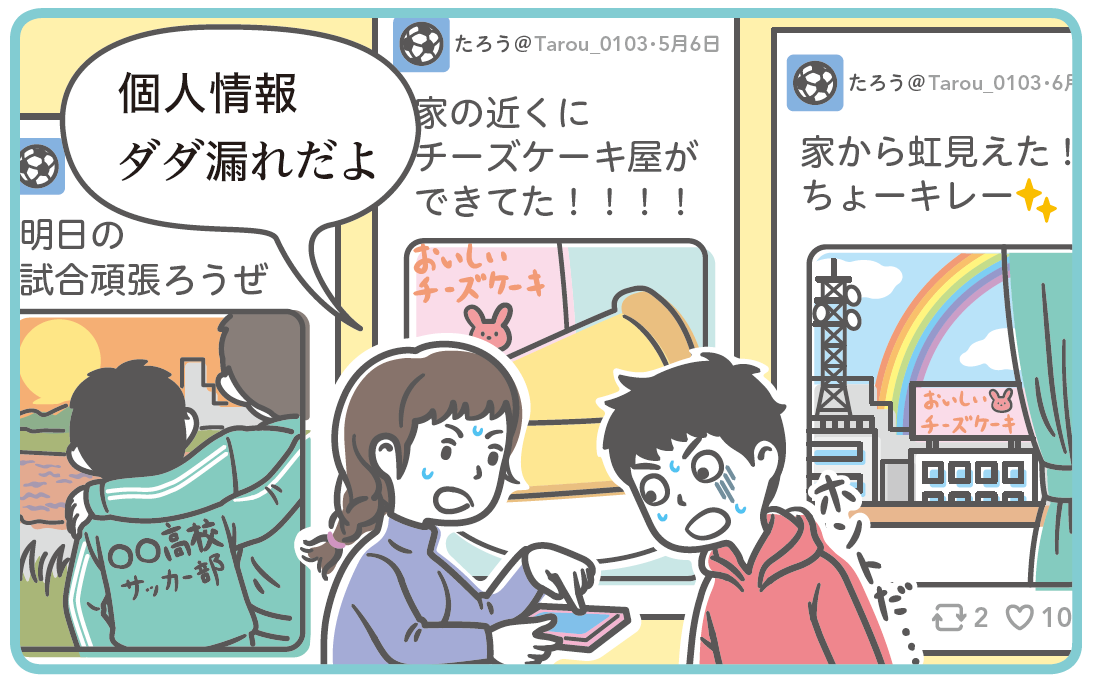 個人情報
ダダ漏れだよ
明日の
試合頑張ろうぜ
〇〇高校
サッカー部
たろう@Tarou_0103・5月6日
家の近くに
チーズケーキ屋が
できてた！！！！
おいしい
チーズケーキ
たろう@Tarou_0103・6月
家から虹見えた！
ちょーキレー✨
おいしい
チーズケーキ
ホントだ…
2 10